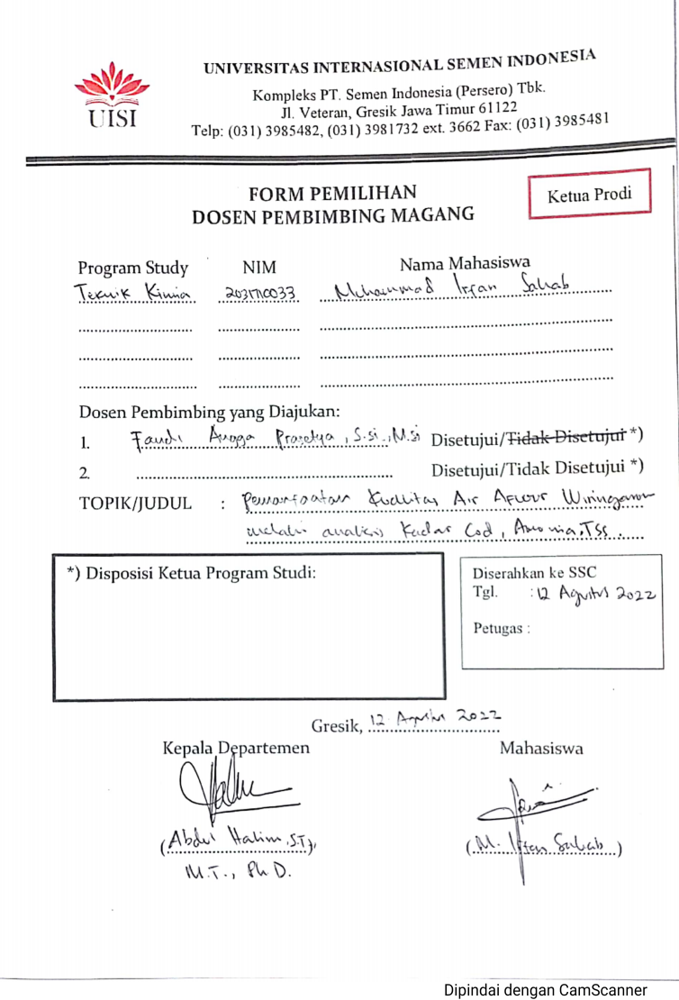 UNIVERSITAS INTERNASIONAL SEMEN INDONESIA
UISI
Kompleks PT. Semen Indonesia (Persero) Tbk.
Jl. Veteran, Gresik Jawa Timur 61122
Telp: (031) 3985482, (031) 3981732 ext. 3662 Fax: (031) 3985481
FORM PEMILIHAN
DOSEN PEMBIMBING MAGANG
Ketua Prodi
Program Study NIM Nama Mahasiswa
Teknik Kimia 2031710033 Muhammad Irfan Sahab
Dosen Pembimbing yang Diajukan:
1. Fandi Angga Prasetya, S.si., M.Si Disetujui/Tidak Disetujui *)
2. Disetujui/Tidak Disetujui *)
TOPIK/JUDUL : Pemanfaatan Kualitas Air Afvour Wiringanom
melalui analisis Kadar Cod, Amonia, TSS
*) Disposisi Ketua Program Studi:
Diserahkan ke SSC
Tgl. : 12 Agustus 2022
Petugas :
Gresik, 12 Agustus 2022
Kepala Departemen Mahasiswa
(Abdul Halim, S.T., (M. Irfan Sahab)
M.T., Ph.D.
Dipindai dengan CamScanner